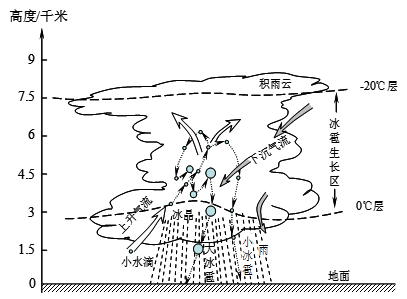 高度/千米
9
积雨云
-20℃层
7.5
6
冰雹生长区
下沉气流
4.5
上升气流
冰晶
3
0℃层
小水滴
大冰雹
小冰雹
雨
1.5
地面
0